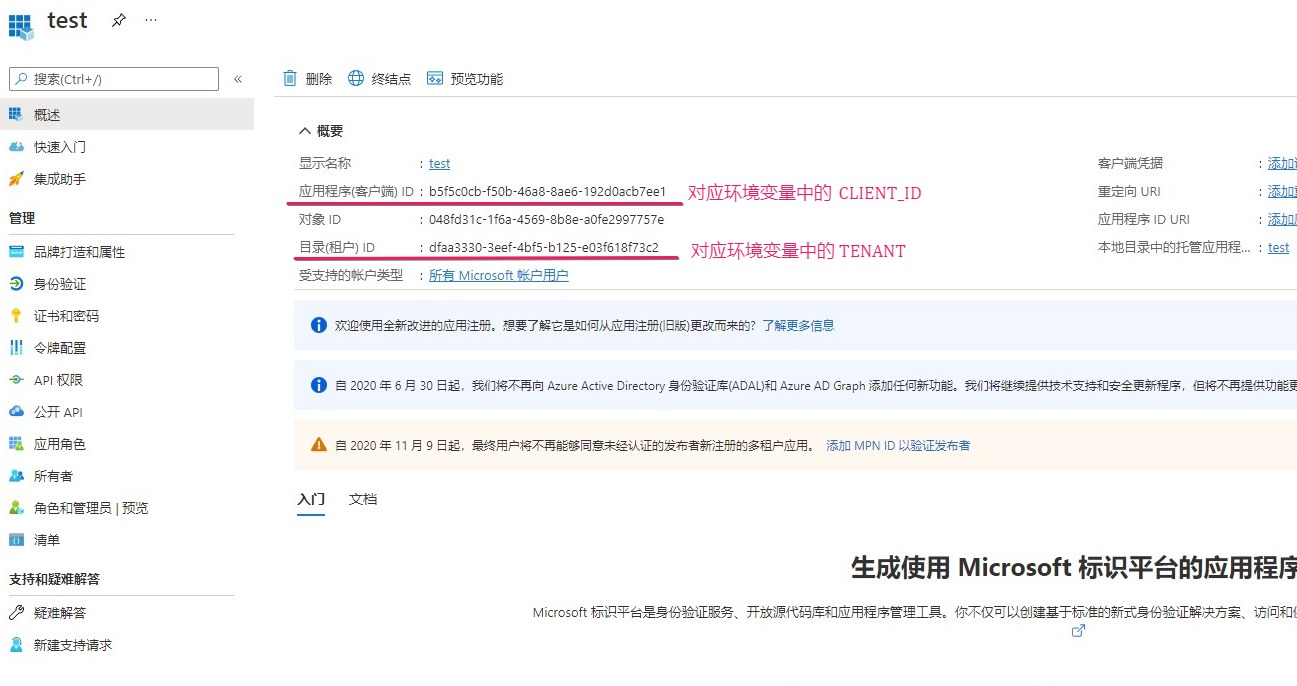 test
搜索(Ctrl+/)
«
概述
快速入门
集成助手
管理
品牌打造和属性
身份验证
证书和密码
令牌配置
API 权限
公开 API
应用角色
所有者
角色和管理员 | 预览
清单
支持和疑难解答
疑难解答
新建支持请求
删除 终结点 预览功能
概要
显示名称 : test
应用程序(客户端) ID : b5f5c0cb-f50b-46a8-8ae6-192d0acb7ee1 对应环境变量中的 CLIENT_ID
对象 ID : 048fd31c-1f6a-4569-8b8e-a0fe2997757e
目录(租户) ID : dfaa3330-3eef-4bf5-b125-e03f618f73c2 对应环境变量中的 TENANT
受支持的帐户类型 : 所有 Microsoft 帐户用户
客户端凭据 : 添加
重定向 URI : 添加
应用程序 ID URI : 添加
本地目录中的托管应用程... : test
欢迎使用全新改进的应用注册。想要了解它是如何从应用注册(旧版)更改而来的? 了解更多信息
自 2020 年 6 月 30 日起，我们将不再向 Azure Active Directory 身份验证库(ADAL)和 Azure AD Graph 添加任何新功能。我们将继续提供技术支持和安全更新程序，但将不再提供功能更
自 2020 年 11 月 9 日起，最终用户将不再能够同意未经认证的发布者新注册的多租户应用。 添加 MPN ID 以验证发布者
入门 文档
生成使用 Microsoft 标识平台的应用程序
Microsoft 标识平台是身份验证服务、开放源代码库和应用程序管理工具。你不仅可以创建基于标准的新式身份验证解决方案、访问和